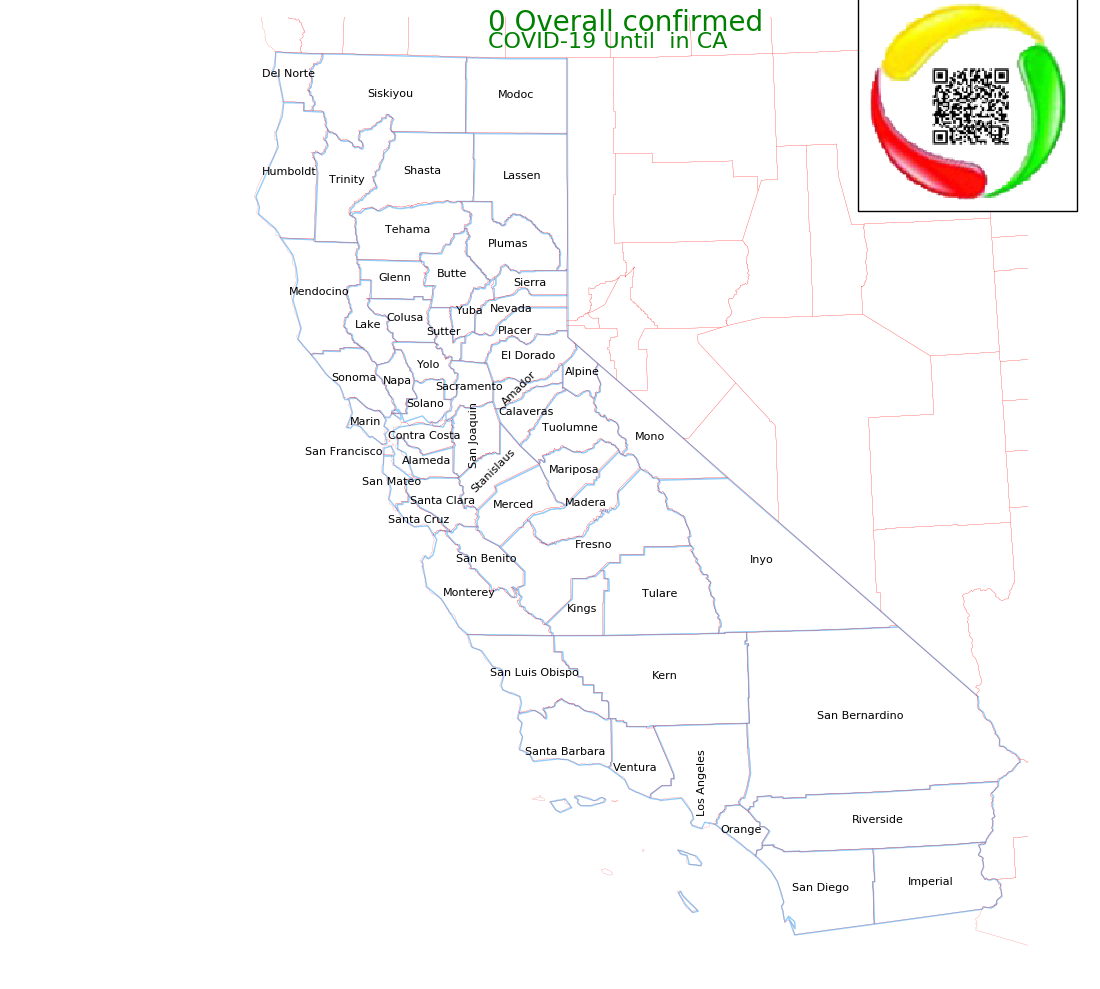 0 Overall confirmed
COVID-19 Until  in CA
Del Norte
Siskiyou
Modoc
Humboldt
Trinity
Shasta
Lassen
Tehama
Plumas
Glenn
Butte
Sierra
Mendocino
Lake
Colusa
Yuba
Nevada
Sutter
Placer
El Dorado
Yolo
Alpine
Sonoma
Napa
Sacramento
Amador
Solano
Calaveras
Marin
Contra Costa
San Joaquin
Tuolumne
Mono
San Francisco
Alameda
Stanislaus
Mariposa
San Mateo
Santa Clara
Merced
Madera
Santa Cruz
Fresno
San Benito
Inyo
Monterey
Kings
Tulare
San Luis Obispo
Kern
San Bernardino
Santa Barbara
Ventura
Los Angeles
Orange
Riverside
San Diego
Imperial